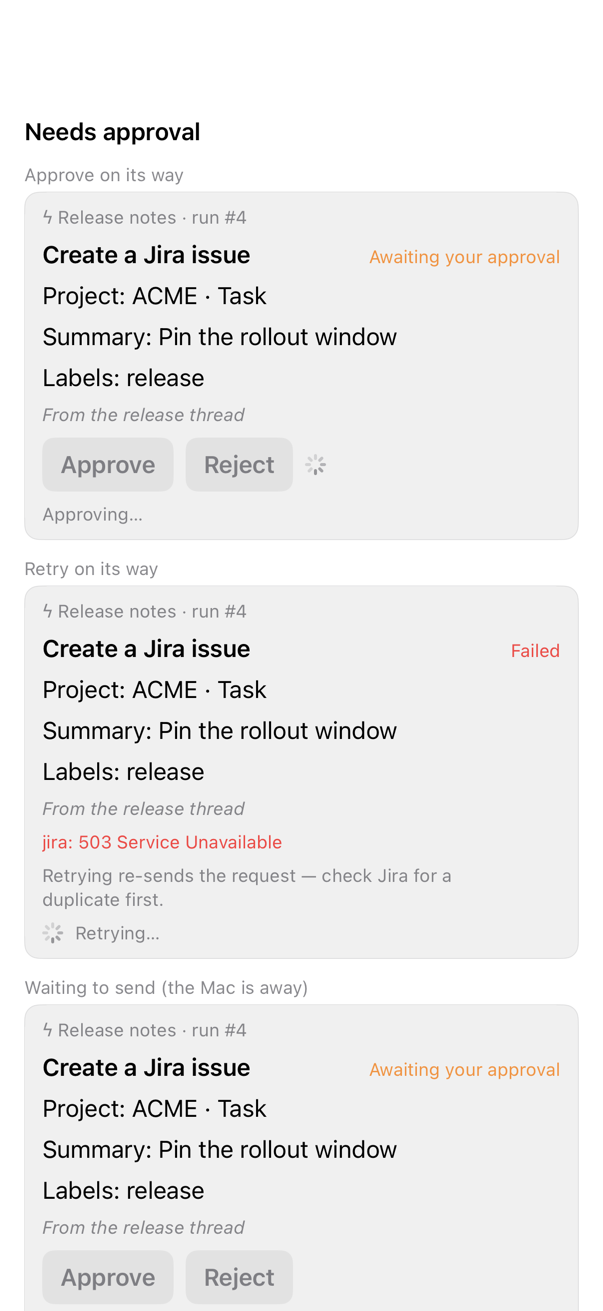 Needs approval
Approve on its way
ϟ Release notes · run #4
Create a Jira issue
Awaiting your approval
Project: ACME · Task
Summary: Pin the rollout window
Labels: release
From the release thread
Approve
Reject
Approving…
Retry on its way
ϟ Release notes · run #4
Create a Jira issue
Failed
Project: ACME · Task
Summary: Pin the rollout window
Labels: release
From the release thread
jira: 503 Service Unavailable
Retrying re-sends the request — check Jira for a
duplicate first.
Retrying…
Waiting to send (the Mac is away)
ϟ Release notes · run #4
Create a Jira issue
Awaiting your approval
Project: ACME · Task
Summary: Pin the rollout window
Labels: release
From the release thread
Approve
Reject